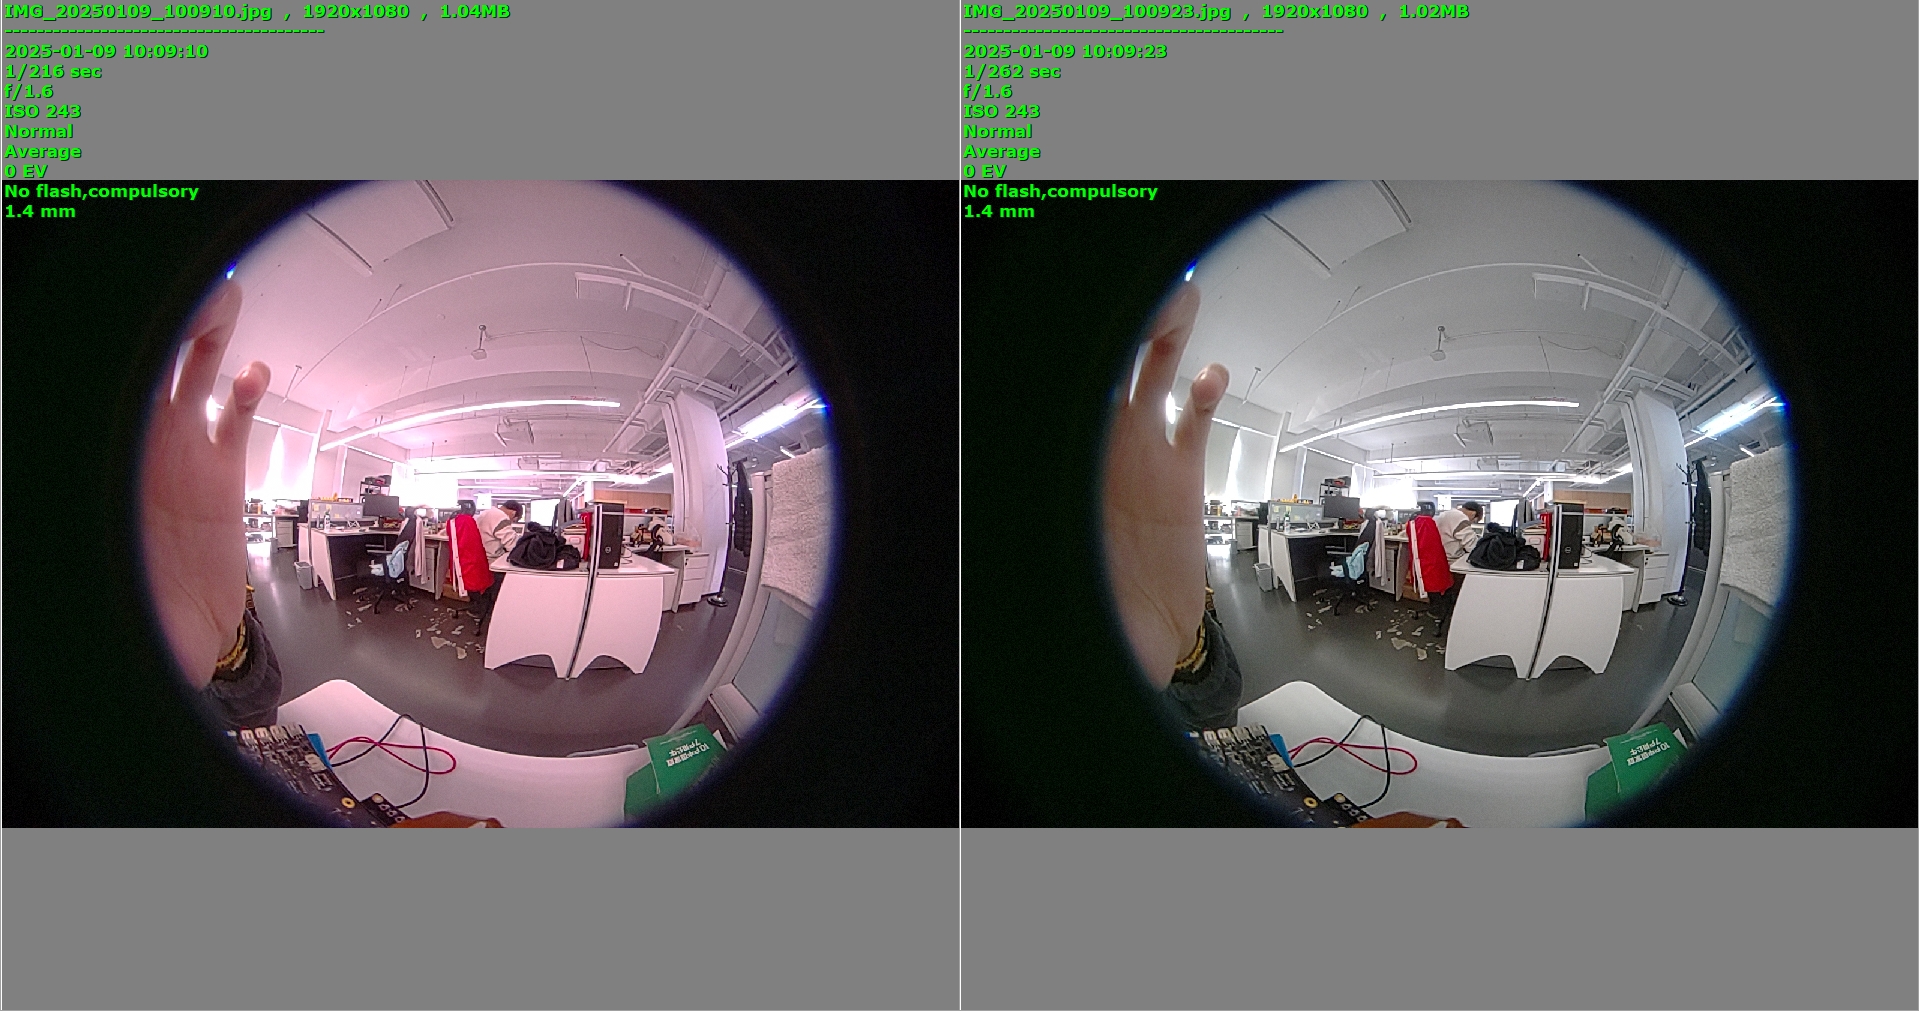 IMG_20250109_100910.jpg , 1920x1080 , 1.04MB
----------------------------------------
2025-01-09 10:09:10
1/216 sec
f/1.6
ISO 243
Normal
Average
0 EV
No flash,compulsory
1.4 mm
IMG_20250109_100923.jpg , 1920x1080 , 1.02MB
----------------------------------------
2025-01-09 10:09:23
1/262 sec
f/1.6
ISO 243
Normal
Average
0 EV
No flash,compulsory
1.4 mm